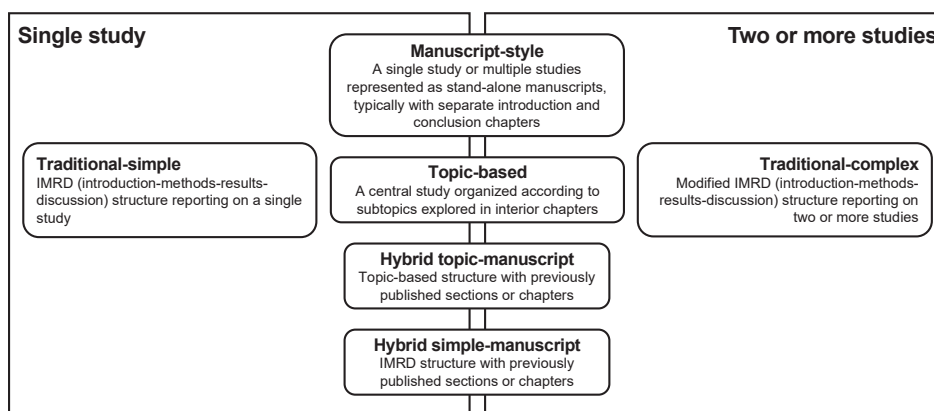 Single study
Two or more studies
Manuscript-style
A single study or multiple studies
represented as stand-alone manuscripts,
typically with separate introduction and
conclusion chapters
Traditional-simple
IMRD (introduction-methods-results-
discussion) structure reporting on a single
study
Topic-based
A central study organized according to
subtopics explored in interior chapters
Traditional-complex
Modified IMRD (introduction-methods-
results-discussion) structure reporting on
two or more studies
Hybrid topic-manuscript
Topic-based structure with previously
published sections or chapters
Hybrid simple-manuscript
IMRD structure with previously
published sections or chapters